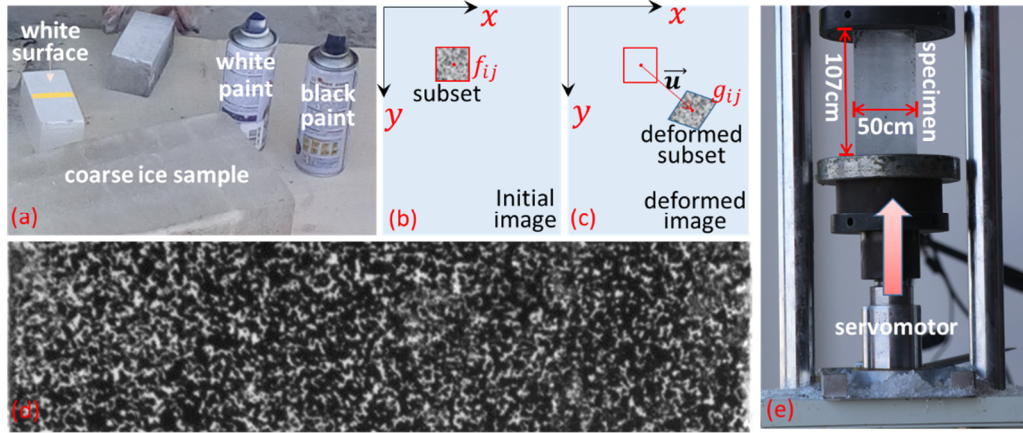 white
surface
white
paint
black
paint
coarse ice sample
(a)
x
y
f_ij
subset
Initial
image
(b)
x
y
u
g_ij
deformed
subset
deformed
image
(c)
(d)
107cm
50cm
specimen
servomotor
(e)